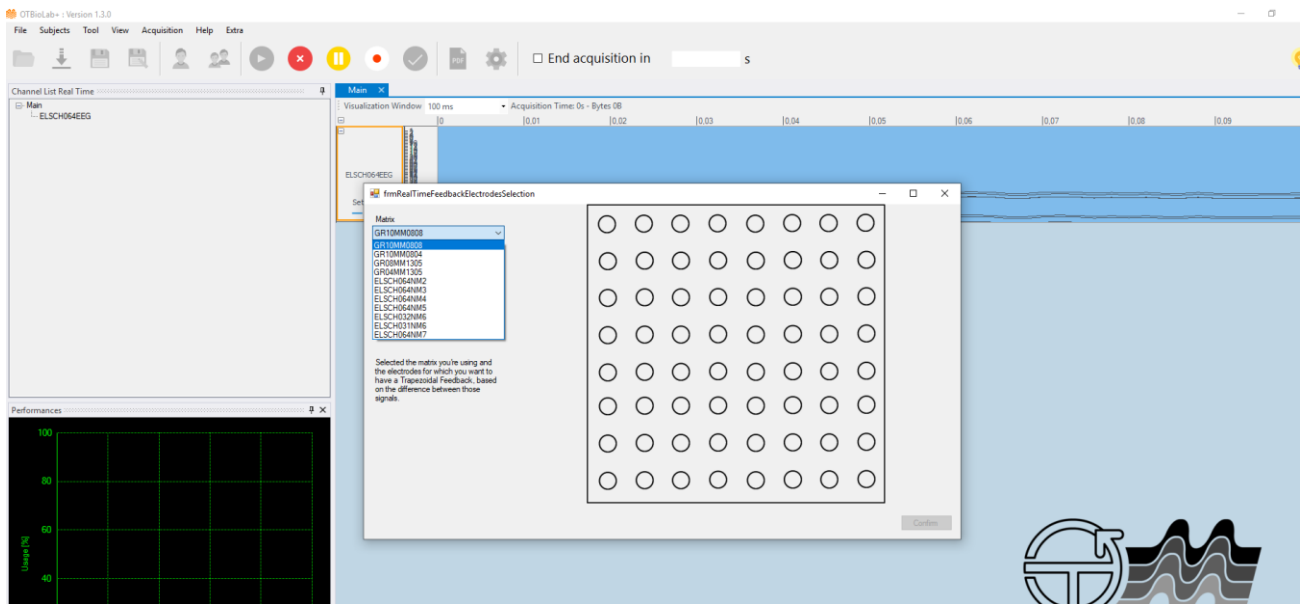 OTBioLab+ : Version 1.3.0
File Subjects Tool View Acquisition Help Extra
PDF
End acquisition in s
Channel List Real Time
Main
ELSCH064EEG
Main
Visualization Window 100 ms Acquisition Time: 0s - Bytes 0B
0 0,01 0,02 0,03 0,04 0,05 0,06 0,07 0,08 0,09
ELSCH064EEG
Set
frmRealTimeFeedbackElectrodesSelection
Matrix
GR10MM0808
GR10MM0808
GR10MM0804
GR08MM1305
GR04MM1305
ELSCH064NM2
ELSCH064NM3
ELSCH064NM4
ELSCH064NM5
ELSCH032NM6
ELSCH031NM6
ELSCH064NM7
Selected the matrix you're using and
the electrodes for which you want to
have a Trapezoidal Feedback, based
on the difference between those
signals.
Confirm
Performances
100
80
60
40
Usage [%]